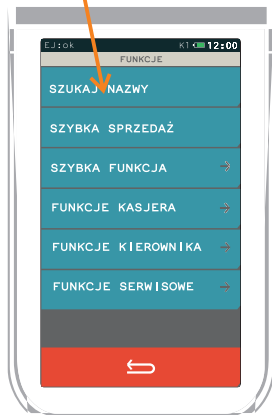 EJ:ok K1 12:00
FUNKCJE
SZUKAJ NAZWY
SZYBKA SPRZEDAŻ
SZYBKA FUNKCJA
FUNKCJE KASJERA
FUNKCJE KIEROWNIKA
FUNKCJE SERWISOWE